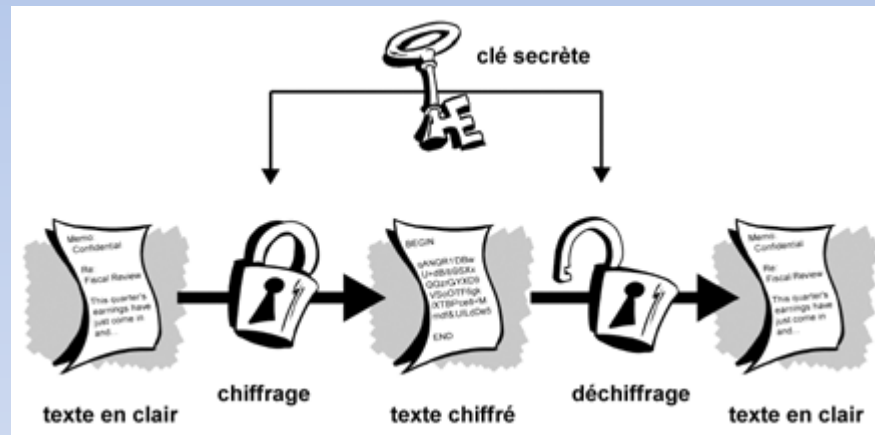 clé secrète
Memo:
Confidential
Re:
Fiscal Review
This quarter's
earnings have
just come in
and...
texte en clair
chiffrage
BEGIN
END
texte chiffré
déchiffrage
Memo:
Confidential
Re:
Fiscal Review
This quarter's
earnings have
just come in
and...
texte en clair